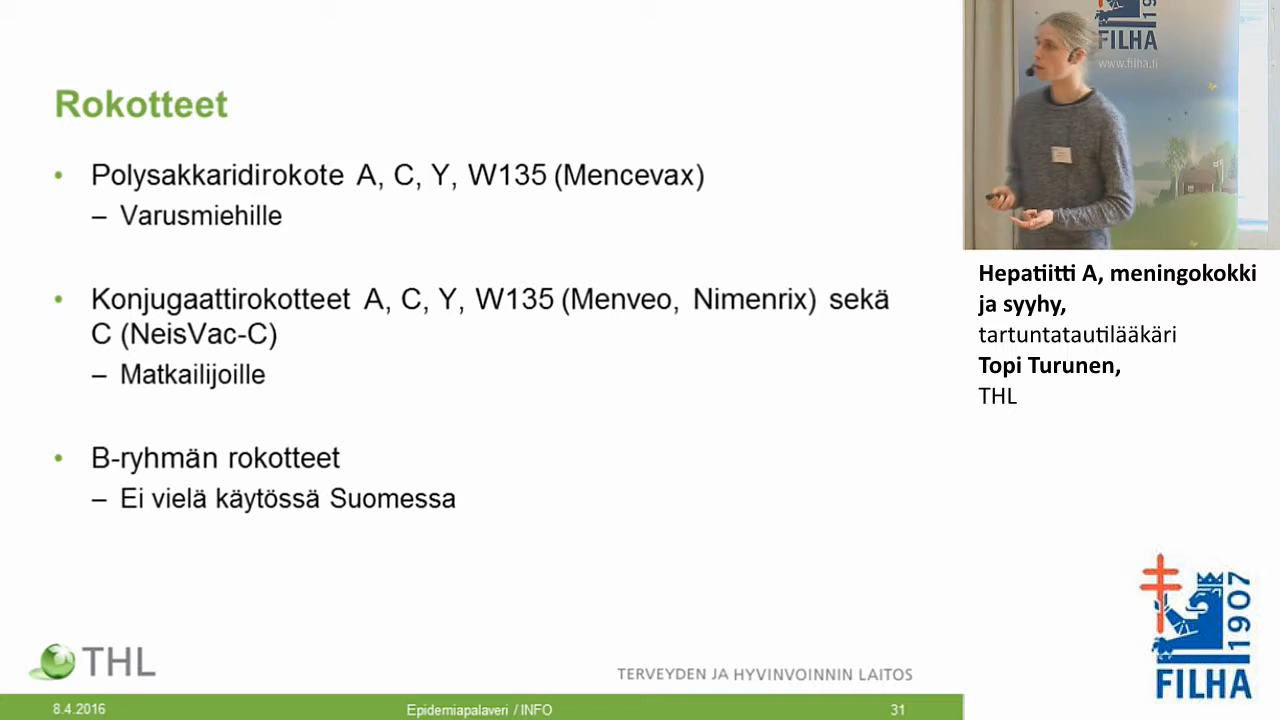 Rokotteet
• Polysakkaridirokote A, C, Y, W135 (Mencevax)
– Varusmiehille
• Konjugaattirokotteet A, C, Y, W135 (Menveo, Nimenrix) sekä
C (NeisVac-C)
– Matkailijoille
• B-ryhmän rokotteet
– Ei vielä käytössä Suomessa
THL
TERVEYDEN JA HYVINVOINNIN LAITOS
8.4.2016
Epidemiapalaveri / INFO
31
FILHA
www.filha.fi
Hepatiitti A, meningokokki
ja syyhy,
tartuntatautilääkäri
Topi Turunen,
THL
1907
FILHA